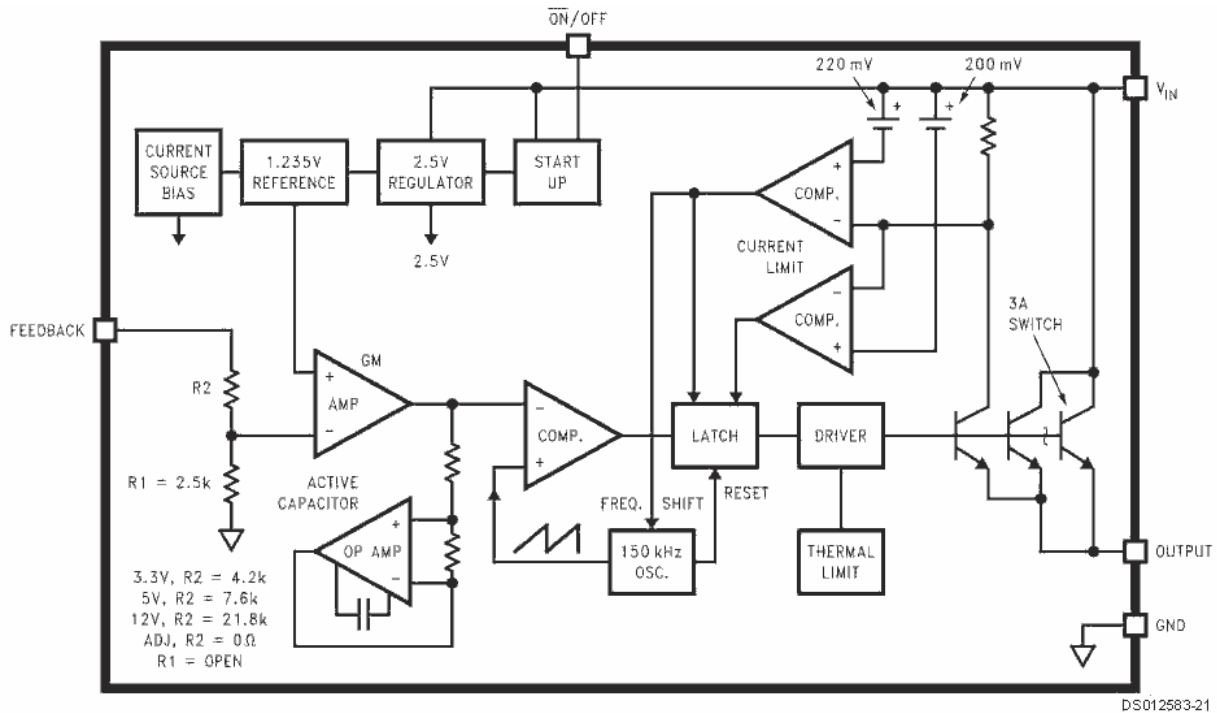 ON/OFF
220 mV
200 mV
VIN
CURRENT
SOURCE
BIAS
1.235V
REFERENCE
2.5V
REGULATOR
START
UP
2.5V
+
+
+
COMP.
−
CURRENT
LIMIT
−
COMP.
+
3A
SWITCH
FEEDBACK
R2
R1 = 2.5k
GM
+
AMP
−
−
COMP.
+
LATCH
DRIVER
FREQ. SHIFT
RESET
150 kHz
OSC.
THERMAL
LIMIT
ACTIVE
CAPACITOR
+
OP AMP
−
OUTPUT
GND
3.3V, R2 = 4.2k
5V, R2 = 7.6k
12V, R2 = 21.8k
ADJ, R2 = 0Ω
R1 = OPEN
DS012583-21